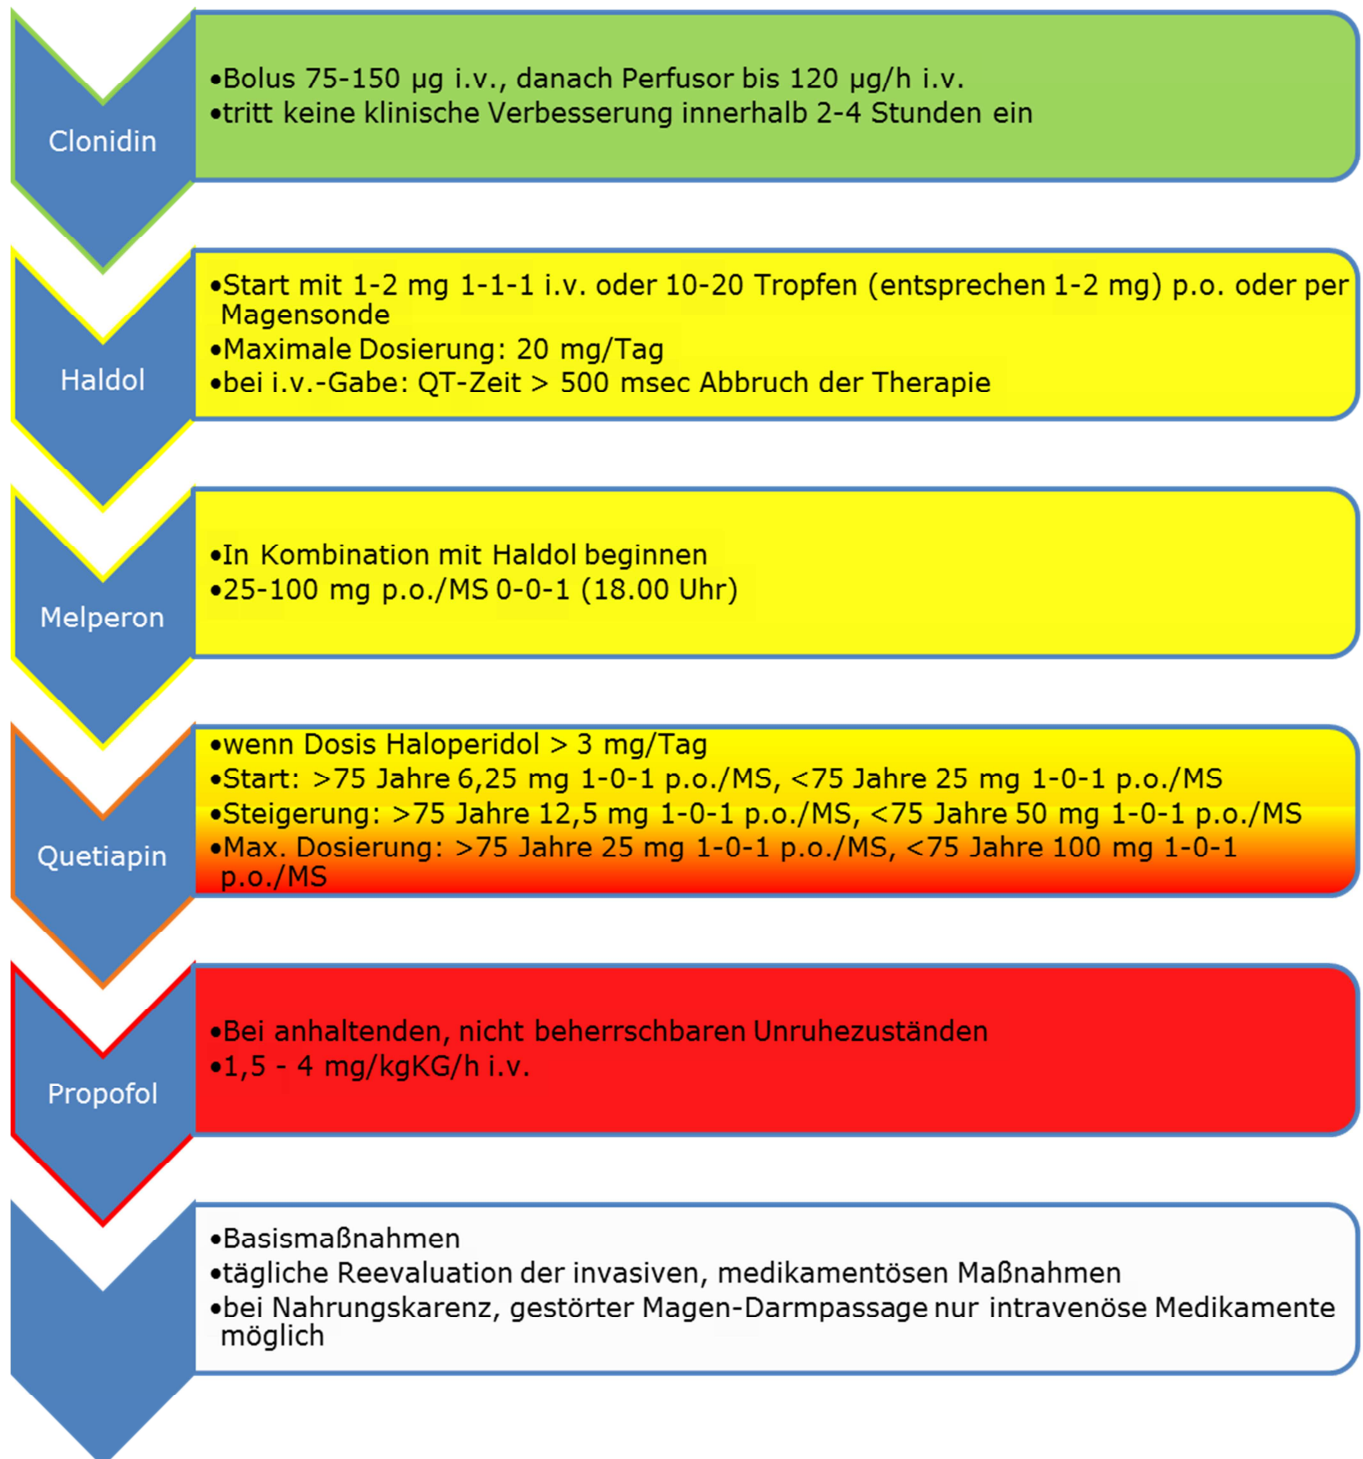 Clonidin
•Bolus 75-150 µg i.v., danach Perfusor bis 120 µg/h i.v.
•tritt keine klinische Verbesserung innerhalb 2-4 Stunden ein
Haldol
•Start mit 1-2 mg 1-1-1 i.v. oder 10-20 Tropfen (entsprechen 1-2 mg) p.o. oder per
Magensonde
•Maximale Dosierung: 20 mg/Tag
•bei i.v.-Gabe: QT-Zeit > 500 msec Abbruch der Therapie
Melperon
•In Kombination mit Haldol beginnen
•25-100 mg p.o./MS 0-0-1 (18.00 Uhr)
Quetiapin
•wenn Dosis Haloperidol > 3 mg/Tag
•Start: >75 Jahre 6,25 mg 1-0-1 p.o./MS, <75 Jahre 25 mg 1-0-1 p.o./MS
•Steigerung: >75 Jahre 12,5 mg 1-0-1 p.o./MS, <75 Jahre 50 mg 1-0-1 p.o./MS
•Max. Dosierung: >75 Jahre 25 mg 1-0-1 p.o./MS, <75 Jahre 100 mg 1-0-1
p.o./MS
Propofol
•Bei anhaltenden, nicht beherrschbaren Unruhezuständen
•1,5 - 4 mg/kgKG/h i.v.
•Basismaßnahmen
•tägliche Reevaluation der invasiven, medikamentösen Maßnahmen
•bei Nahrungskarenz, gestörter Magen-Darmpassage nur intravenöse Medikamente
möglich